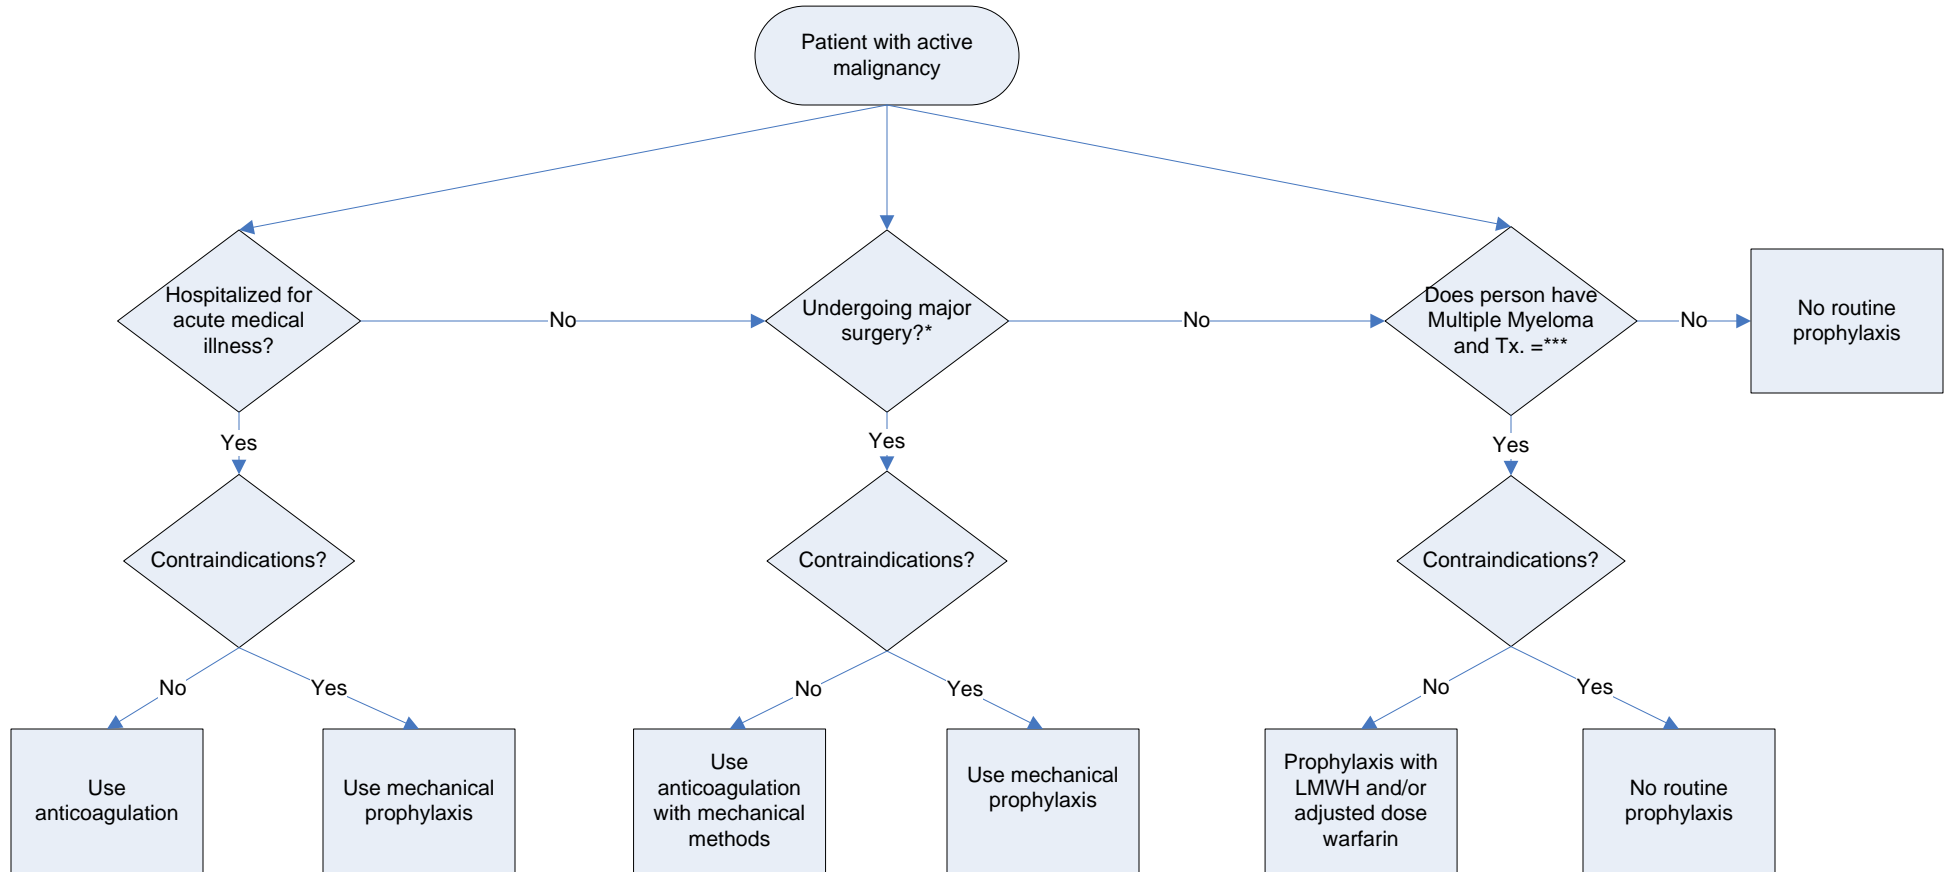 Patient with active
malignancy
Hospitalized for
acute medical
illness?
No
Undergoing major
surgery?*
No
Does person have
Multiple Myeloma
and Tx. =***
No
No routine
prophylaxis
Yes
Yes
Yes
Contraindications?
Contraindications?
Contraindications?
No
Yes
No
Yes
No
Yes
Use
anticoagulation
Use mechanical
prophylaxis
Use
anticoagulation
with mechanical
methods
Use mechanical
prophylaxis
Prophylaxis with
LMWH and/or
adjusted dose
warfarin
No routine
prophylaxis